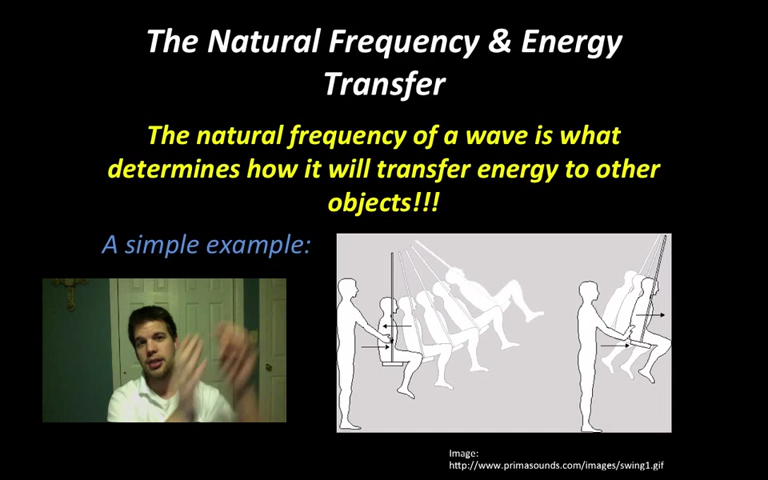 The Natural Frequency & Energy
Transfer
The natural frequency of a wave is what
determines how it will transfer energy to other
objects!!!
A simple example:
Image:
http://www.primasounds.com/images/swing1.gif